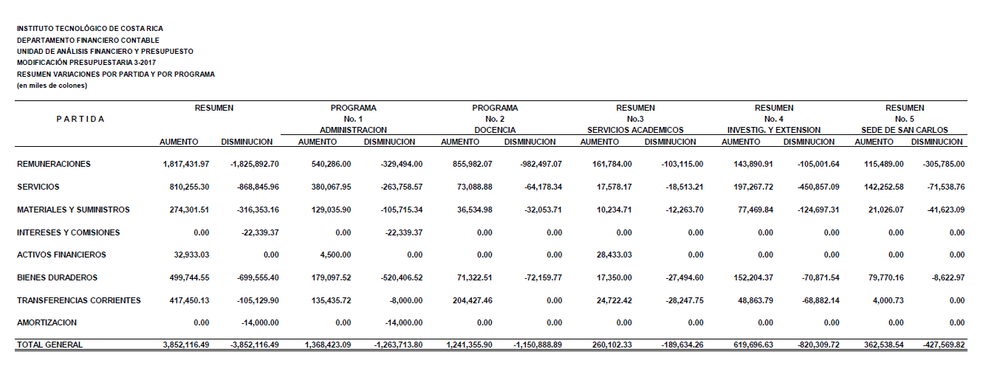 INSTITUTO TECNOLÓGICO DE COSTA RICA
DEPARTAMENTO FINANCIERO CONTABLE
UNIDAD DE ANÁLISIS FINANCIERO Y PRESUPUESTO
MODIFICACIÓN PRESUPUESTARIA 3-2017
RESUMEN VARIACIONES POR PARTIDA Y POR PROGRAMA
(en miles de colones)
RESUMEN PROGRAMA PROGRAMA RESUMEN RESUMEN RESUMEN
P A R T I D A No. 1 No. 2 No.3 No. 4 No. 5
ADMINISTRACION DOCENCIA SERVICIOS ACADEMICOS INVESTIG. Y EXTENSION SEDE DE SAN CARLOS
AUMENTO DISMINUCION AUMENTO DISMINUCION AUMENTO DISMINUCION AUMENTO DISMINUCION AUMENTO DISMINUCION AUMENTO DISMINUCION
REMUNERACIONES 1,817,431.97 -1,825,892.70 540,286.00 -329,494.00 855,982.07 -982,497.07 161,784.00 -103,115.00 143,890.91 -105,001.64 115,489.00 -305,785.00
SERVICIOS 810,255.30 -868,845.96 380,067.95 -263,758.57 73,088.88 -64,178.34 17,578.17 -18,513.21 197,267.72 -450,857.09 142,252.58 -71,538.76
MATERIALES Y SUMINISTROS 274,301.51 -316,353.16 129,035.90 -105,715.34 36,534.98 -32,053.71 10,234.71 -12,263.70 77,469.84 -124,697.31 21,026.07 -41,623.09
INTERESES Y COMISIONES 0.00 -22,339.37 0.00 -22,339.37 0.00 0.00 0.00 0.00 0.00 0.00 0.00 0.00
ACTIVOS FINANCIEROS 32,933.03 0.00 4,500.00 0.00 0.00 0.00 28,433.03 0.00 0.00 0.00 0.00 0.00
BIENES DURADEROS 499,744.55 -699,555.40 179,097.52 -520,406.52 71,322.51 -72,159.77 17,350.00 -27,494.60 152,204.37 -70,871.54 79,770.16 -8,622.97
TRANSFERENCIAS CORRIENTES 417,450.13 -105,129.90 135,435.72 -8,000.00 204,427.46 0.00 24,722.42 -28,247.75 48,863.79 -68,882.14 4,000.73 0.00
AMORTIZACION 0.00 -14,000.00 0.00 -14,000.00 0.00 0.00 0.00 0.00 0.00 0.00 0.00 0.00
TOTAL GENERAL 3,852,116.49 -3,852,116.49 1,368,423.09 -1,263,713.80 1,241,355.90 -1,150,888.89 260,102.33 -189,634.26 619,696.63 -820,309.72 362,538.54 -427,569.82